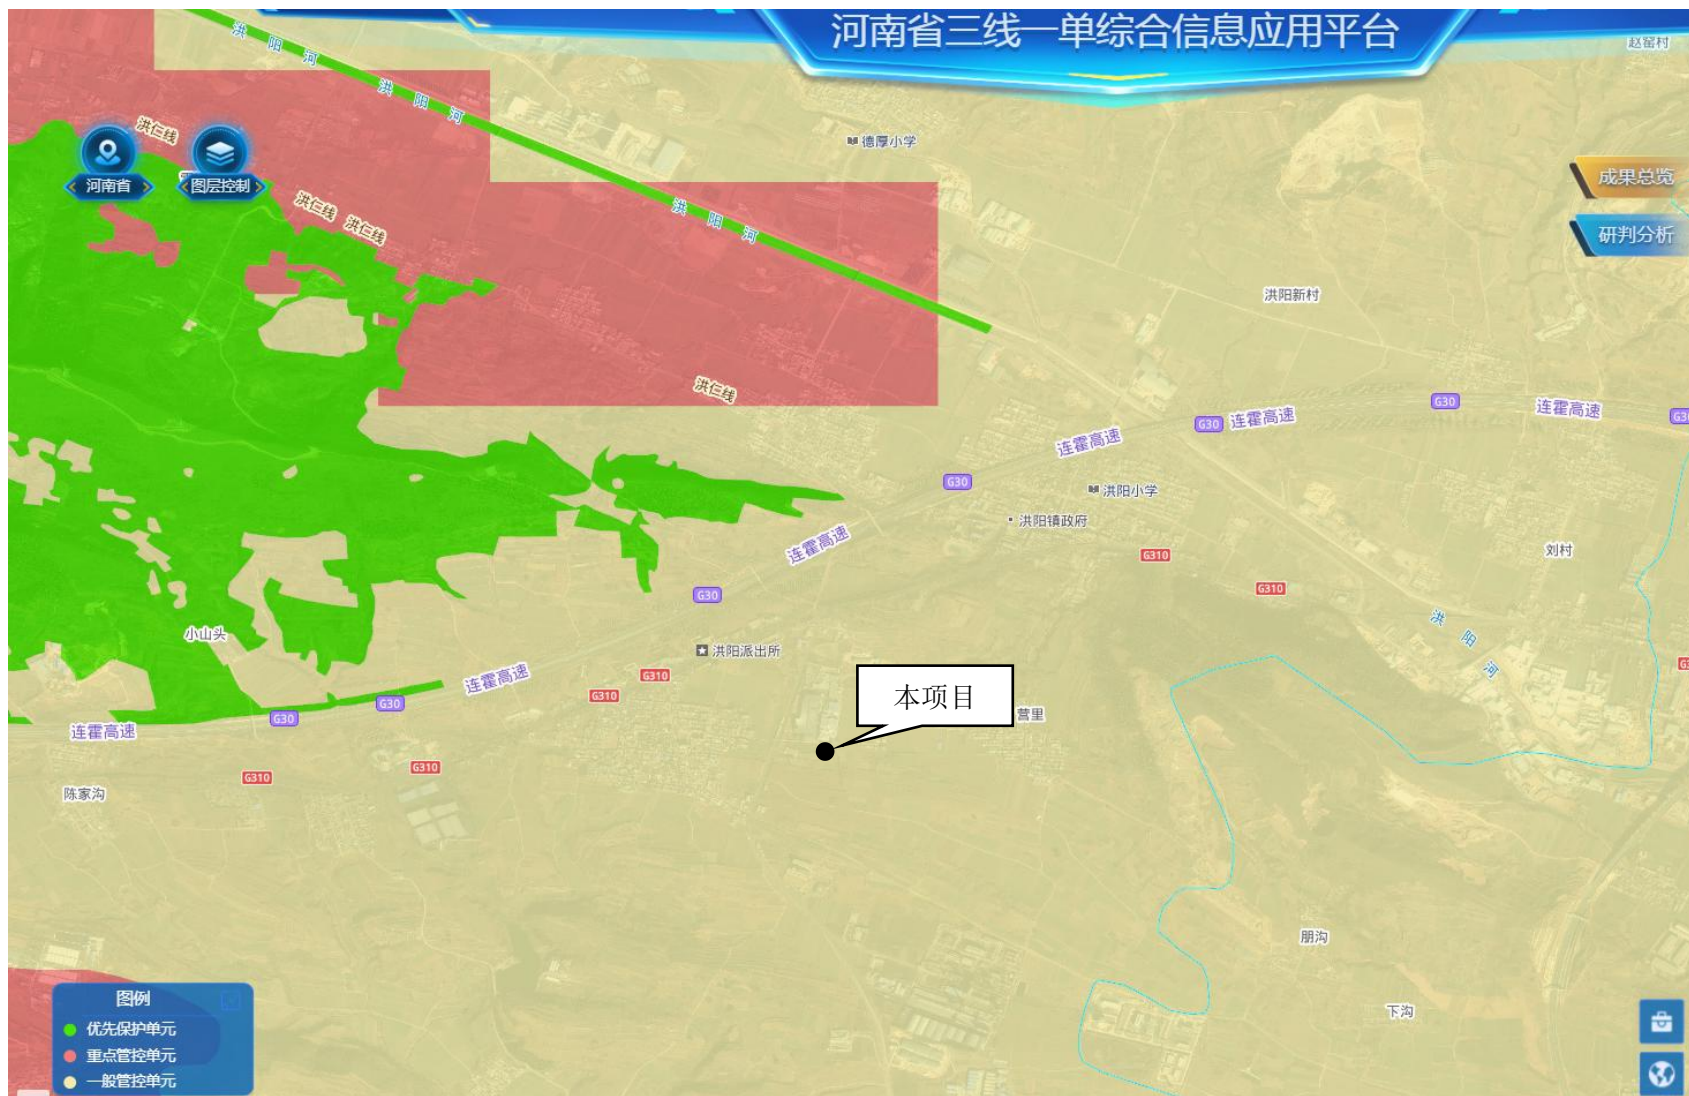 河南省三线一单综合信息应用平台
赵窑村
洪阳河
洪阳河
洪仁线
德厚小学
河南省
图层控制
成果总览
洪仁线
洪仁线
洪阳河
研判分析
洪阳新村
洪仁线
G30
连霍高速
G30
连霍高速
G30
连霍高速
G30
洪阳小学
洪阳镇政府
连霍高速
G310
刘村
G310
G30
洪阳河
小山头
洪阳派出所
连霍高速
G310
G310
本项目
G30
G30
营里
连霍高速
G310
G310
陈家沟
朋沟
下沟
图例
优先保护单元
重点管控单元
一般管控单元